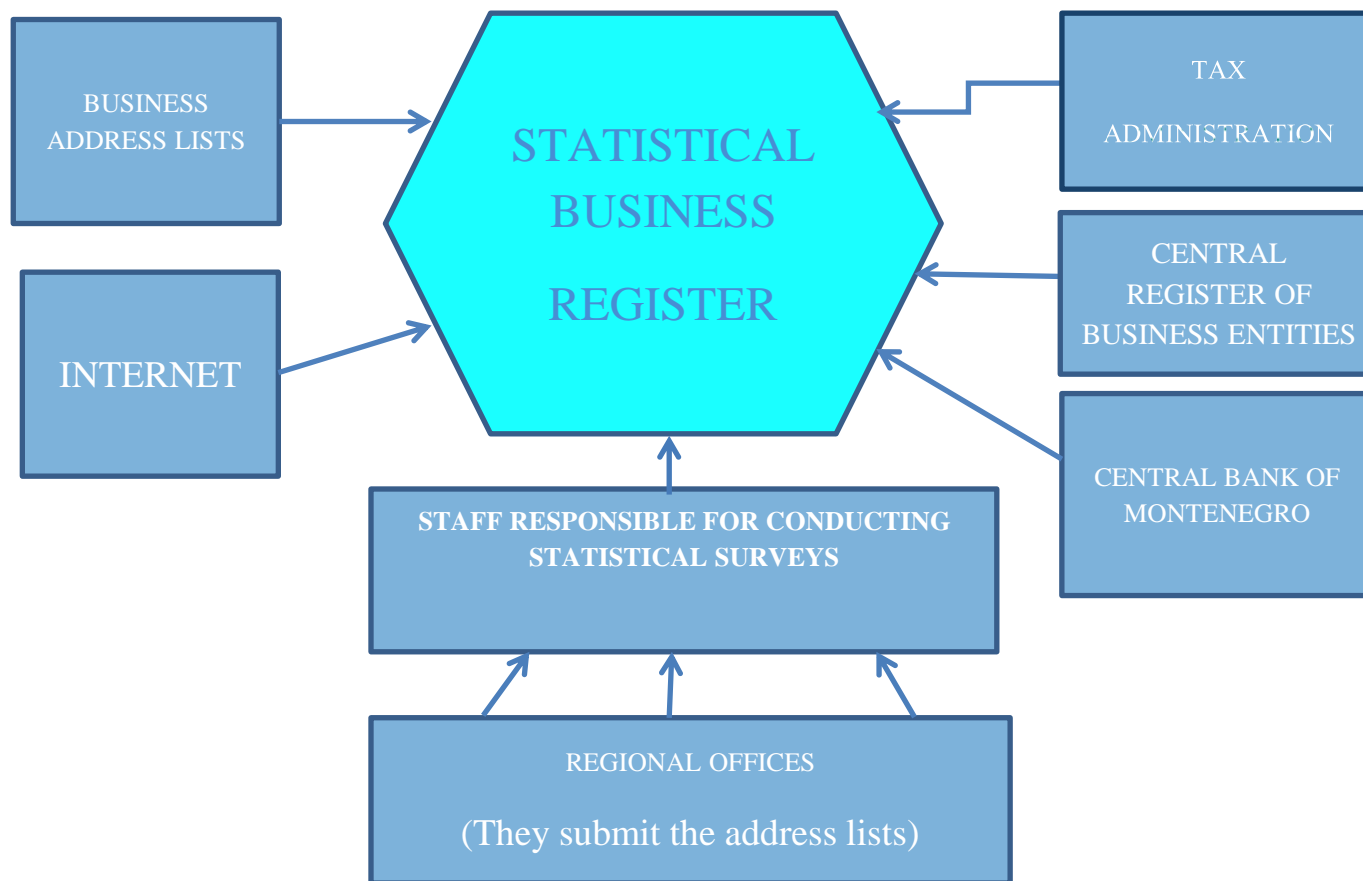 BUSINESS
ADDRESS LISTS
INTERNET
STATISTICAL
BUSINESS
REGISTER
TAX
ADMINISTRATION
CENTRAL
REGISTER OF
BUSINESS ENTITIES
CENTRAL BANK OF
MONTENEGRO
STAFF RESPONSIBLE FOR CONDUCTING
STATISTICAL SURVEYS
REGIONAL OFFICES
(They submit the address lists)